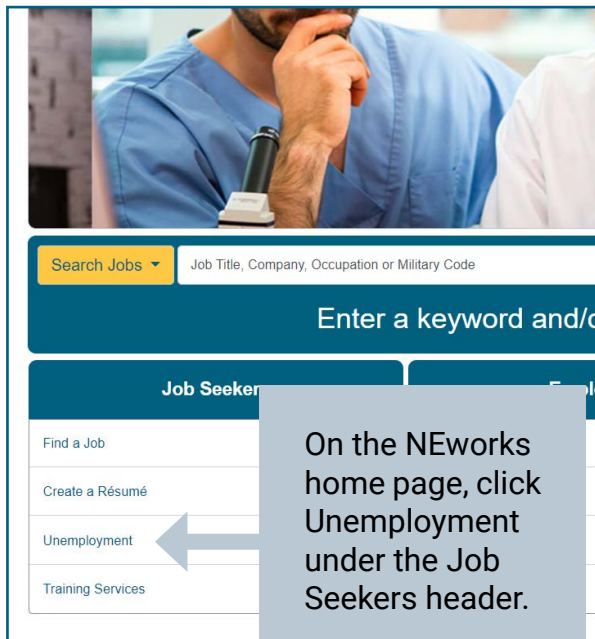 Search Jobs
Job Title, Company, Occupation or Military Code
Enter a keyword and/
Job Seeker
Find a Job
Create a Résumé
Unemployment
Training Services
On the NEworks
home page, click
Unemployment
under the Job
Seekers header.